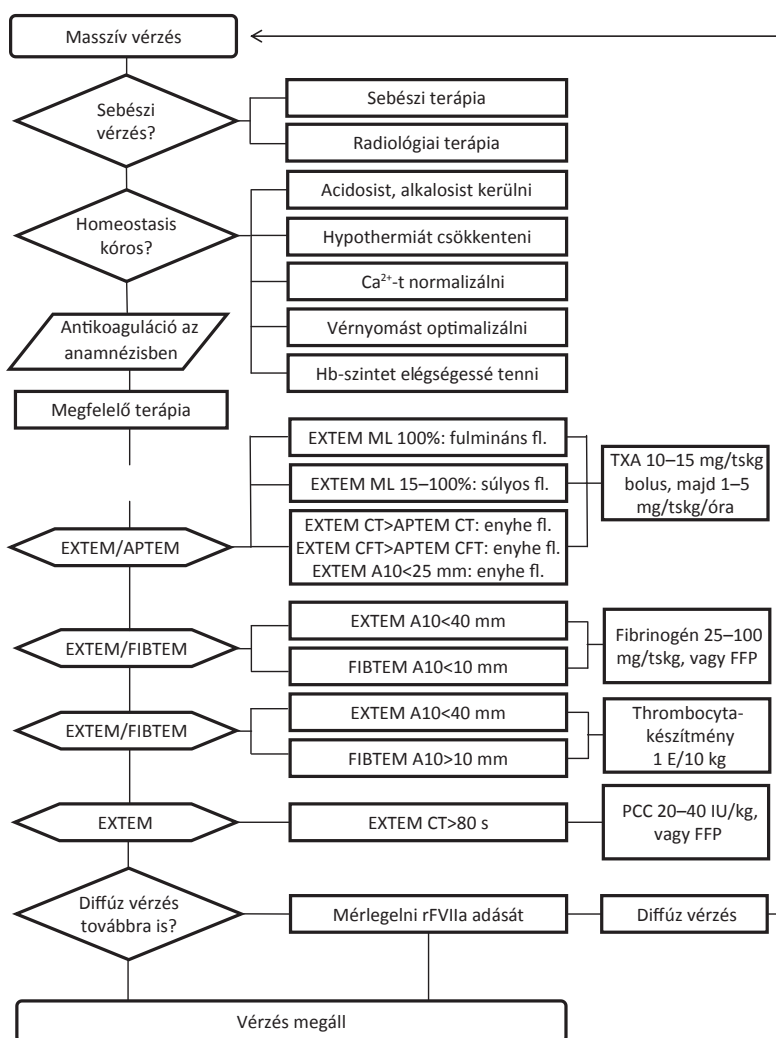 Masszív vérzés
Sebészi
vérzés?
Sebészi terápia
Radiológiai terápia
Homeostasis
kóros?
Acidosist, alkalosist kerülni
Hypothermiát csökkenteni
Ca²⁺-t normalizálni
Vérnyomást optimalizálni
Hb-szintet elégségessé tenni
Antikoaguláció az
anamnézisben
Megfelelő terápia
EXTEM/APTEM
EXTEM ML 100%: fulmináns fl.
EXTEM ML 15–100%: súlyos fl.
EXTEM CT>APTEM CT: enyhe fl.
EXTEM CFT>APTEM CFT: enyhe fl.
EXTEM A10<25 mm: enyhe fl.
TXA 10–15 mg/tskg
bolus, majd 1–5
mg/tskg/óra
EXTEM/FIBTEM
EXTEM A10<40 mm
FIBTEM A10<10 mm
Fibrinogén 25–100
mg/tskg, vagy FFP
EXTEM/FIBTEM
EXTEM A10<40 mm
FIBTEM A10>10 mm
Thrombocyta-
készítmény
1 E/10 kg
EXTEM
EXTEM CT>80 s
PCC 20–40 IU/kg,
vagy FFP
Diffúz vérzés
továbbra is?
Mérlegelni rFVIIa adását
Diffúz vérzés
Vérzés megáll